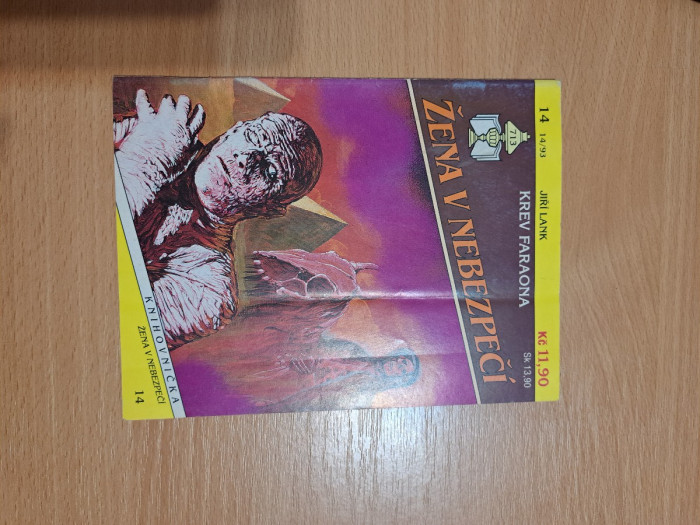 14 14/93 JIŘÍ LANK Kč 11,90
KREV FARAONA Sk 13,90
713
ŽENA V NEBEZPEČÍ
KNIHOVNIČKA
ŽENA V NEBEZPEČÍ 14